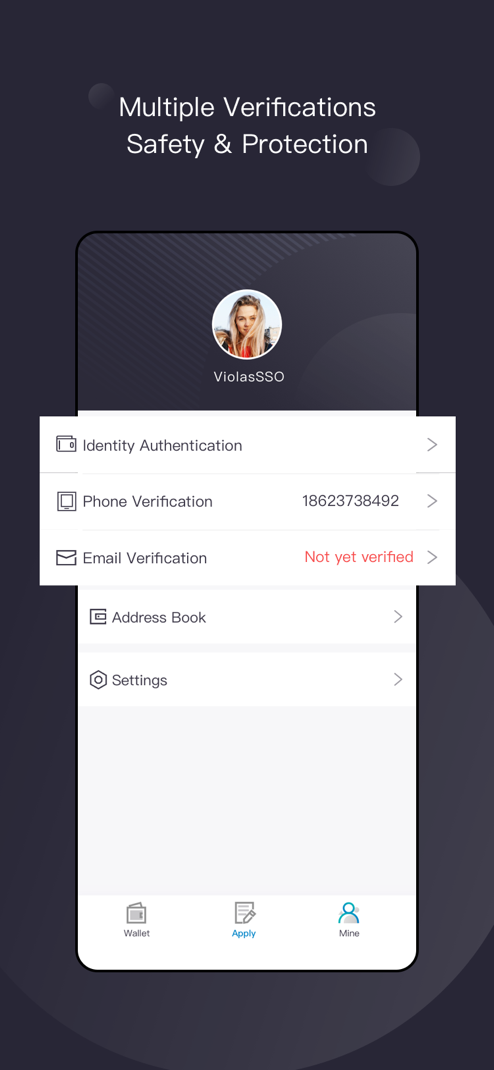 Multiple Verifications
Safety & Protection
ViolasSSO
Identity Authentication
Phone Verification 18623738492
Email Verification Not yet verified
Address Book
Settings
Wallet Apply Mine